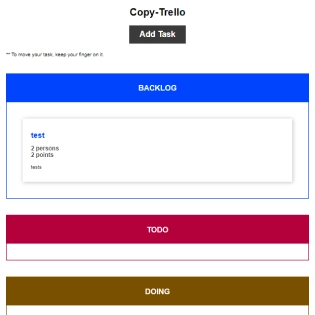 Copy-Trello
Add Task
** To move your task, keep your finger on it.
BACKLOG
test
2 persons
2 points
tests
TODO
DOING